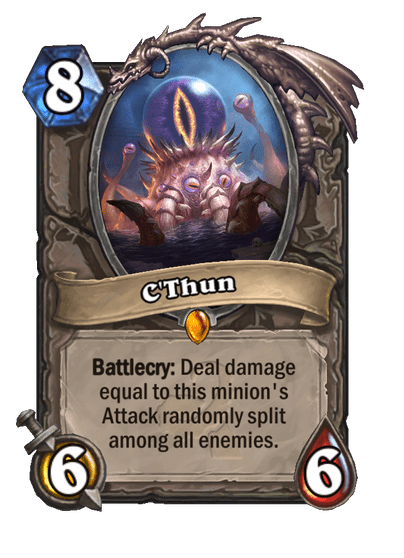 8
C'Thun
Battlecry: Deal damage
equal to this minion's
Attack randomly split
among all enemies.
6
6